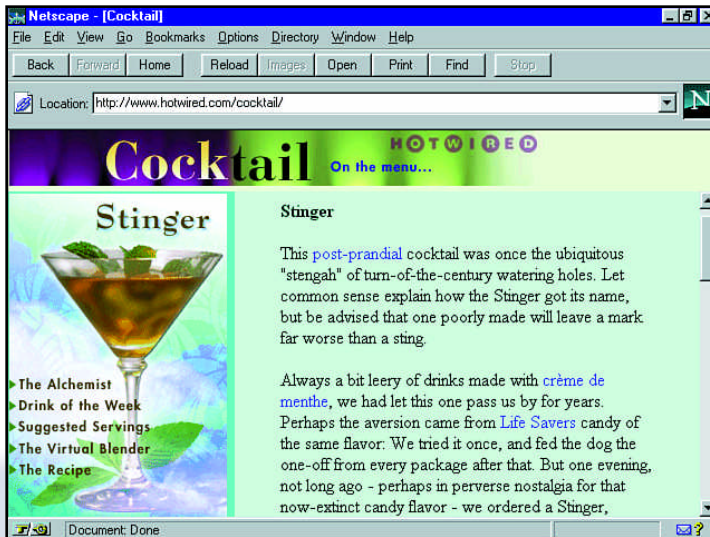 Netscape - [Cocktail]
File Edit View Go Bookmarks Options Directory Window Help
Back Forward Home Reload Images Open Print Find Stop
Location: http://www.hotwired.com/cocktail/
N
HOTWIRED
Cocktail On the menu...
Stinger
The Alchemist
Drink of the Week
Suggested Servings
The Virtual Blender
The Recipe
Stinger
This post-prandial cocktail was once the ubiquitous
"stengah" of turn-of-the-century watering holes. Let
common sense explain how the Stinger got its name,
but be advised that one poorly made will leave a mark
far worse than a sting.
Always a bit leery of drinks made with crème de
menthe, we had let this one pass us by for years.
Perhaps the aversion came from Life Savers candy of
the same flavor: We tried it once, and fed the dog the
one-off from every package after that. But one evening,
not long ago - perhaps in perverse nostalgia for that
now-extinct candy flavor - we ordered a Stinger,
Document: Done